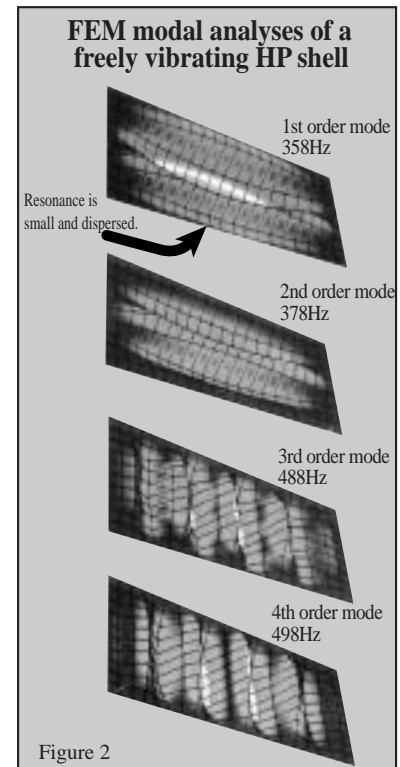 FEM modal analyses of a
freely vibrating HP shell
1st order mode
358Hz
Resonance is
small and dispersed.
2nd order mode
378Hz
3rd order mode
488Hz
4th order mode
498Hz
Figure 2